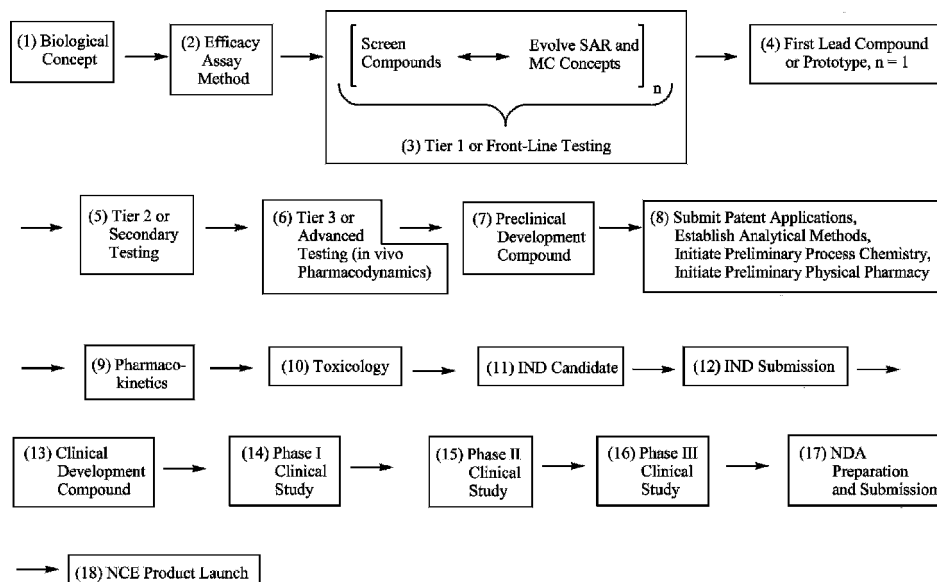 (1) Biological
Concept
(2) Efficacy
Assay
Method
Screen
Compounds
Evolve SAR and
MC Concepts
n
(3) Tier 1 or Front-Line Testing
(4) First Lead Compound
or Prototype, n = 1
(5) Tier 2 or
Secondary
Testing
(6) Tier 3 or
Advanced
Testing (in vivo
Pharmacodynamics)
(7) Preclinical
Development
Compound
(8) Submit Patent Applications,
Establish Analytical Methods,
Initiate Preliminary Process Chemistry,
Initiate Preliminary Physical Pharmacy
(9) Pharmaco-
kinetics
(10) Toxicology
(11) IND Candidate
(12) IND Submission
(13) Clinical
Development
Compound
(14) Phase I
Clinical
Study
(15) Phase II
Clinical
Study
(16) Phase III
Clinical
Study
(17) NDA
Preparation
and Submission
(18) NCE Product Launch